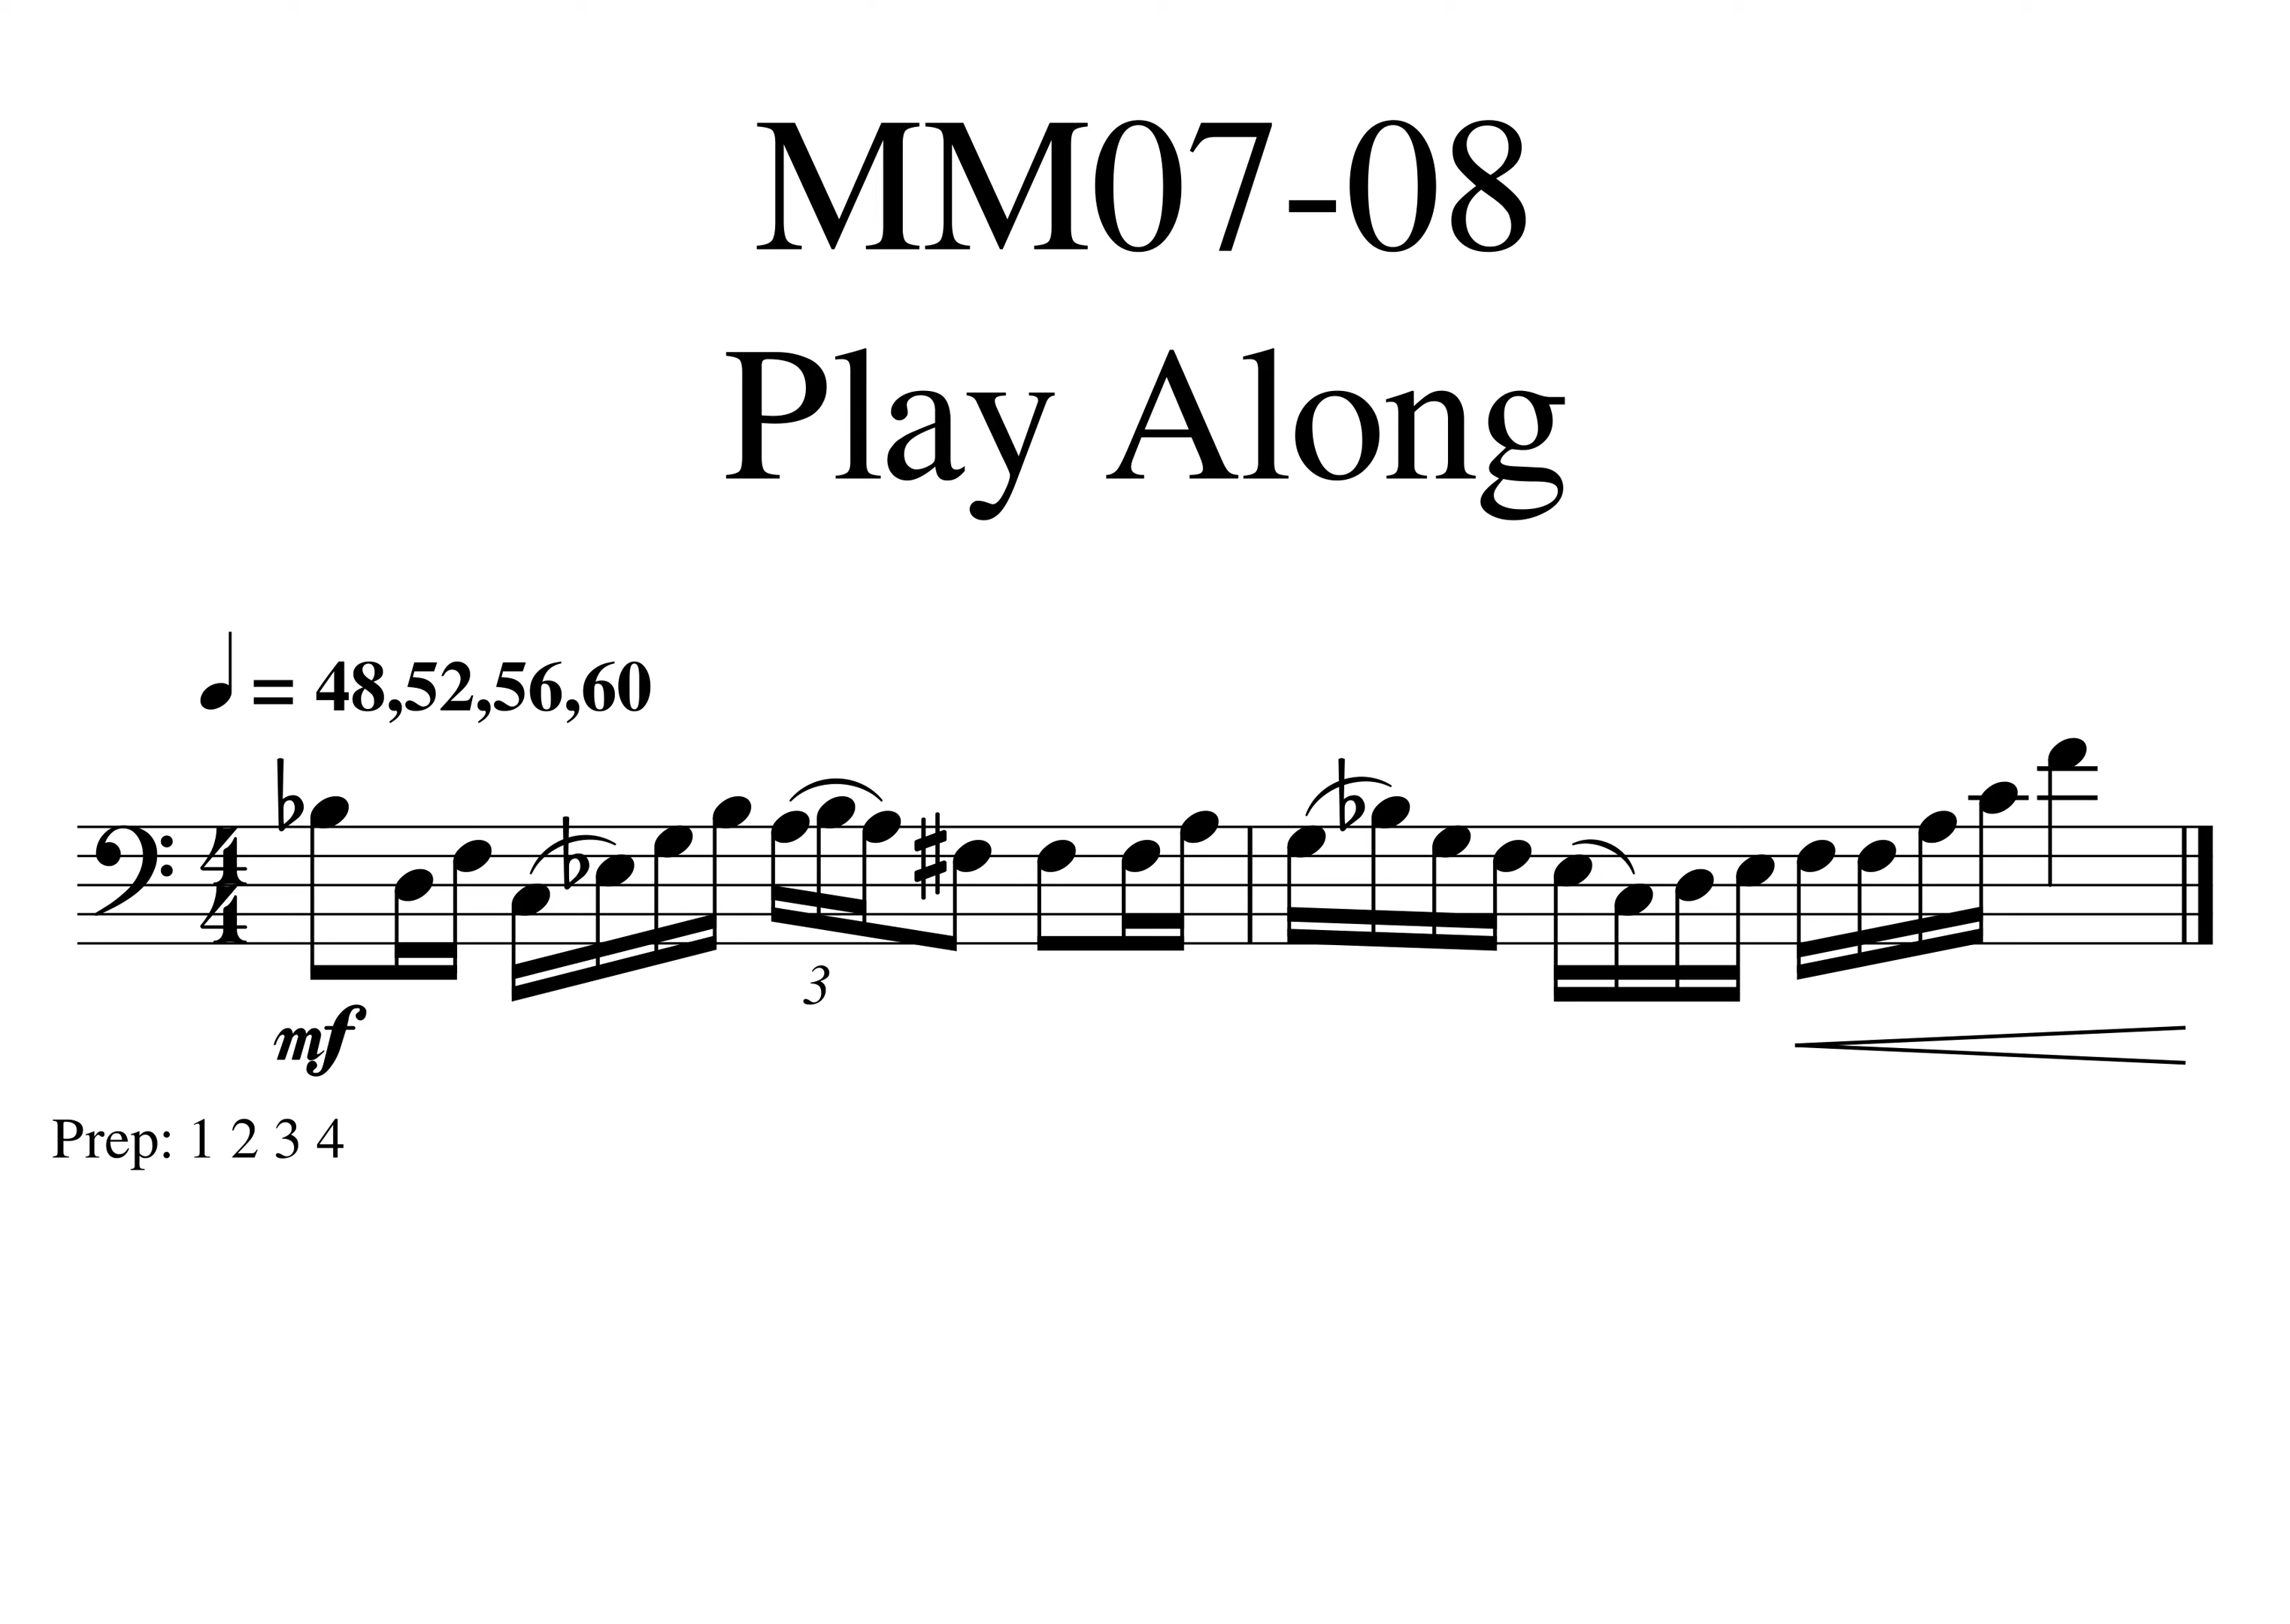 MM07-08
Play Along
♩ = 48,52,56,60
3
mf
Prep: 1 2 3 4